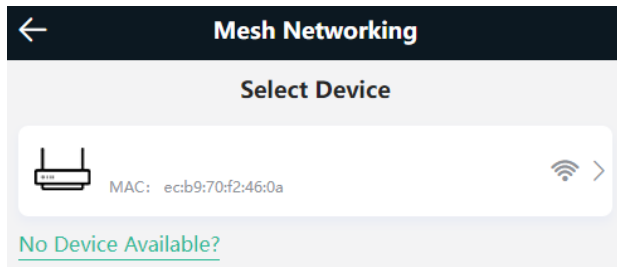 Mesh Networking
Select Device
MAC： ec:b9:70:f2:46:0a
No Device Available?